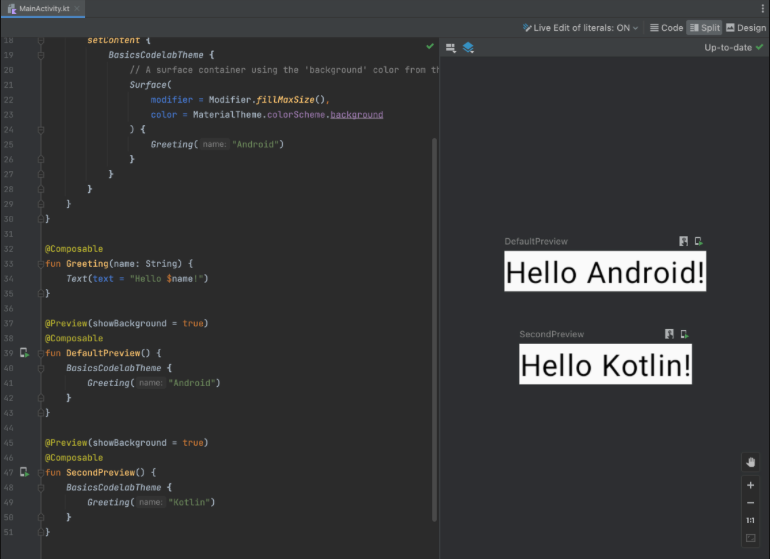 MainActivity.kt
Live Edit of literals: ON
Code
Split
Design
Up-to-date
18 setContent {
19 BasicsCodelabTheme {
20 // A surface container using the 'background' color from th
21 Surface(
22 modifier = Modifier.fillMaxSize(),
23 color = MaterialTheme.colorScheme.background
24 ) {
25 Greeting( name: "Android")
26 }
27 }
28 }
29 }
30 }
31
32 @Composable
33 fun Greeting(name: String) {
34 Text(text = "Hello $name!")
35 }
36
37 @Preview(showBackground = true)
38 @Composable
39 fun DefaultPreview() {
40 BasicsCodelabTheme {
41 Greeting( name: "Android")
42 }
43 }
44
45 @Preview(showBackground = true)
46 @Composable
47 fun SecondPreview() {
48 BasicsCodelabTheme {
49 Greeting( name: "Kotlin")
50 }
51 }
DefaultPreview
Hello Android!
SecondPreview
Hello Kotlin!
+
−
1:1